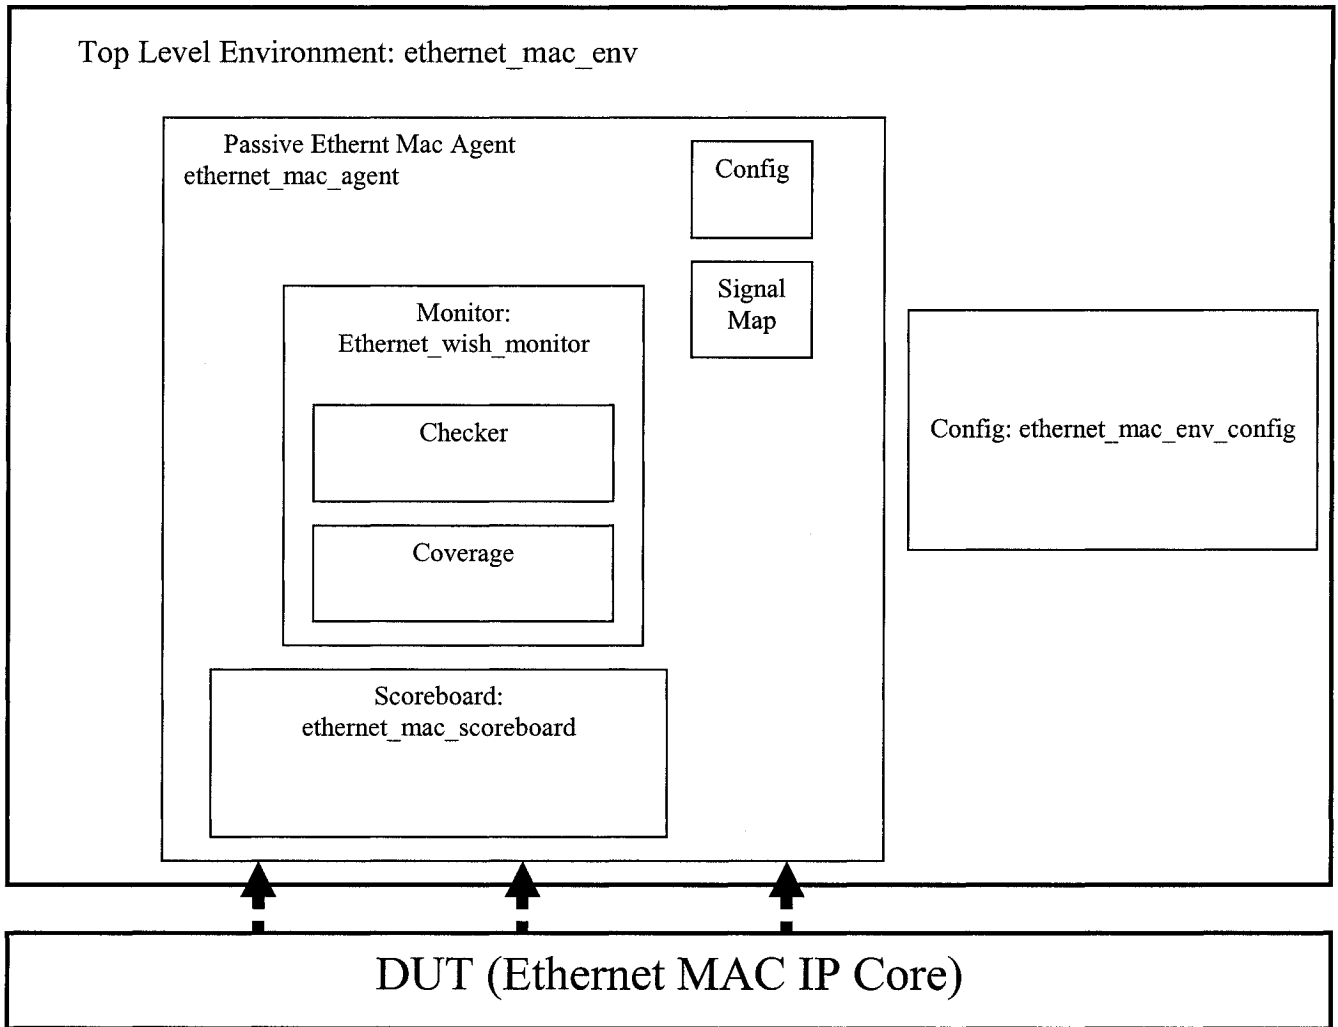 Top Level Environment: ethernet_mac_env
Passive Ethernt Mac Agent
ethernet_mac_agent
Config
Signal
Map
Monitor:
Ethernet_wish_monitor
Checker
Coverage
Config: ethernet_mac_env_config
Scoreboard:
ethernet_mac_scoreboard
DUT (Ethernet MAC IP Core)